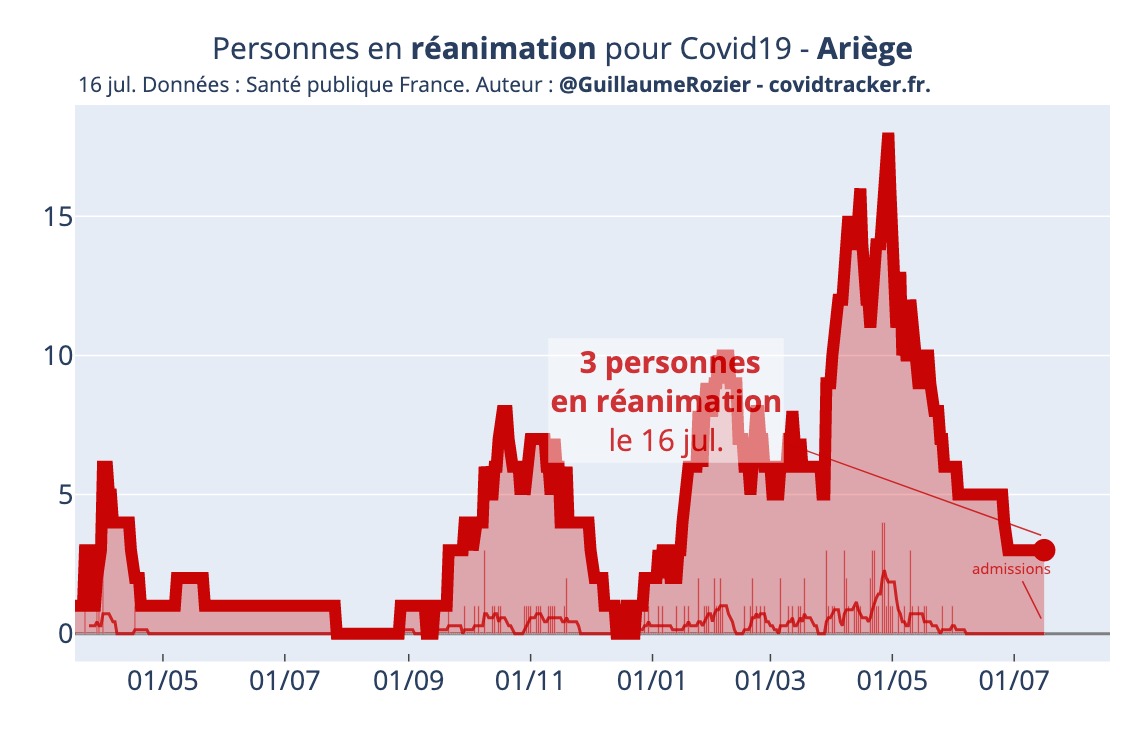 Personnes en réanimation pour Covid19 - Ariège
16 jul. Données : Santé publique France. Auteur : @GuillaumeRozier - covidtracker.fr.
15
10
5
0
3 personnes
en réanimation
le 16 jul.
admissions
01/05 01/07 01/09 01/11 01/01 01/03 01/05 01/07